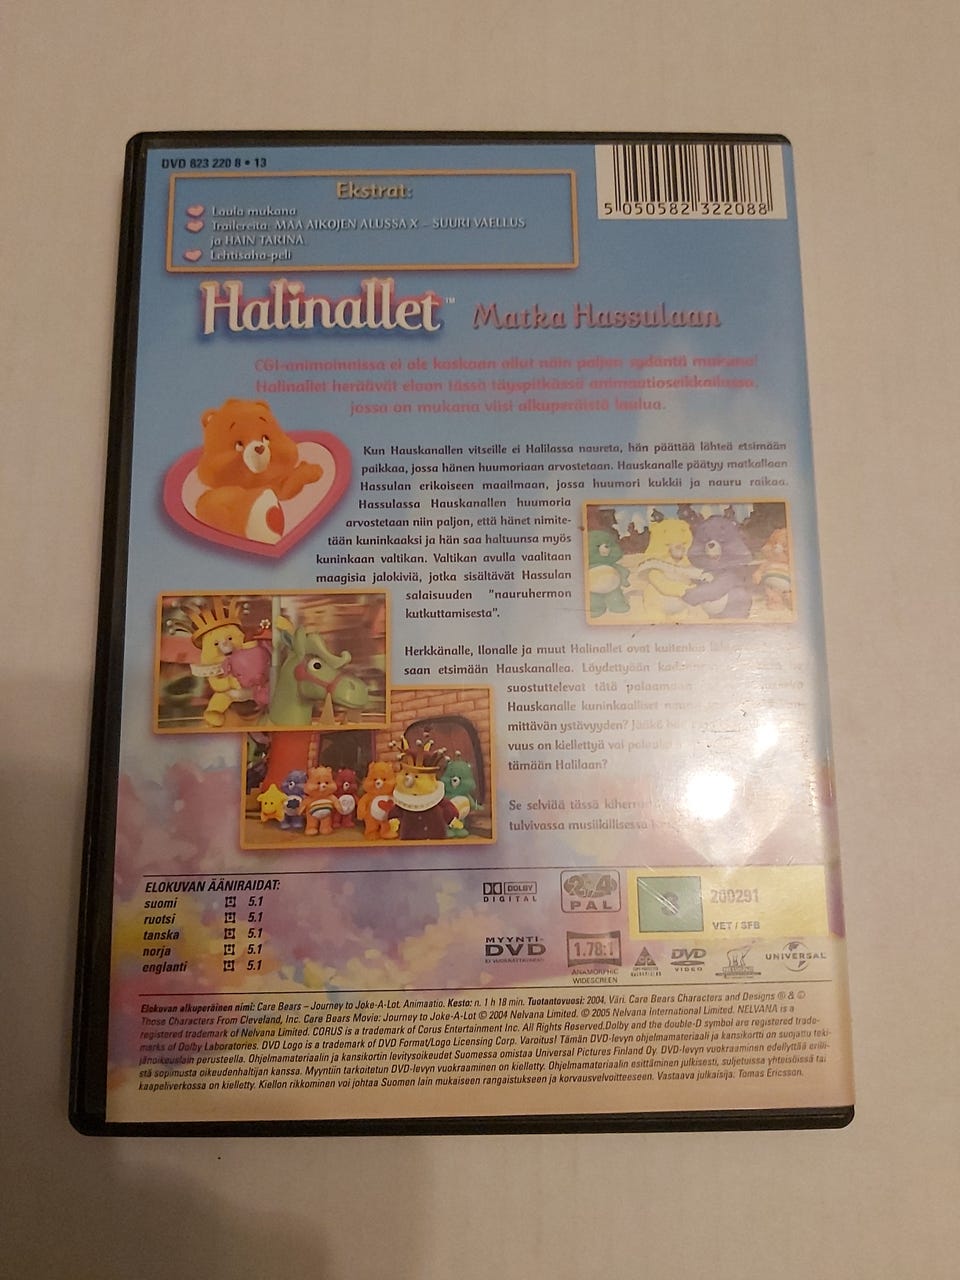 DVD 823 220 8 • 13
5 050582 322088
Ekstrat:
Laula mukana
Trailereita: MAA AIKOJEN ALUSSA X – SUURI VAELLUS
ja HAIN TARINA.
Lehtisaha-peli
Halinallet™ Matka Hassulaan
CGI-animoinnissa ei ole koskaan ollut näin paljon sydäntä mukana!
Halinallet heräävät eloon tässä täyspitkässä animaatioseikkailussa,
jossa on mukana viisi alkuperäistä laulua.
Kun Hauskanallen vitseille ei Halilassa naureta, hän päättää lähteä etsimään
paikkaa, jossa hänen huumoriaan arvostetaan. Hauskanalle päätyy matkallaan
Hassulan erikoiseen maailmaan, jossa huumori kukkii ja nauru raikaa.
Hassulassa Hauskanallen huumoria
arvostetaan niin paljon, että hänet nimite-
tään kuninkaaksi ja hän saa haltuunsa myös
kuninkaan valtikan. Valtikan avulla vaalitaan
maagisia jalokiviä, jotka sisältävät Hassulan
salaisuuden "nauruhermon
kutkuttamisesta".
Herkkänalle, Ilonalle ja muut Halinallet ovat kuitenkin
saan etsimään Hauskanallea. Löydettyään
suostuttelevat tätä palaamaan
Hauskanalle kuninkaalliset
mittävän ystävyyden? Jääkö
vuus on kiellettyä vai
tämään Halilaan?
Se selviää tässä
tulvivassa musiikillisessa
ELOKUVAN ÄÄNIRAIDAT:
suomi 5.1
ruotsi 5.1
tanska 5.1
norja 5.1
englanti 5.1
DOLBY
DIGITAL
2 4
PAL
S
200291
VET / SFB
MYYNTI-
DVD
EI VUOKRATTAVAKSI
1.78:1
ANAMORPHIC
WIDESCREEN
DVD
VIDEO
UNIVERSAL
Elokuvan alkuperäinen nimi: Care Bears – Journey to Joke-A-Lot. Animaatio. Kesto: n. 1 h 18 min. Tuotantovuosi: 2004. Väri. Care Bears Characters and Designs ® & ©
Those Characters From Cleveland, Inc. Care Bears Movie: Journey to Joke-A-Lot © 2004 Nelvana Limited. © 2005 Nelvana International Limited. NELVANA is a
registered trademark of Nelvana Limited. CORUS is a trademark of Corus Entertainment Inc. All Rights Reserved.Dolby and the double-D symbol are registered trade-
marks of Dolby Laboratories. DVD Logo is a trademark of DVD Format/Logo Licensing Corp. Varoitus! Tämän DVD-levyn ohjelmamateriaali ja kansikortti on suojattu teki-
jänoikeuslain perusteella. Ohjelmamateriaalin ja kansikortin levitysoikeudet Suomessa omistaa Universal Pictures Finland Oy. DVD-levyn vuokraaminen edellyttää erilli-
stä sopimusta oikeudenhaltijan kanssa. Myyntiin tarkoitetun DVD-levyn vuokraaminen on kielletty. Ohjelmamateriaalin esittäminen julkisesti, suljetuissa yhteisöissä tai
kaapeliverkossa on kielletty. Kiellon rikkominen voi johtaa Suomen lain mukaiseen rangaistukseen ja korvausvelvoitteeseen. Vastaava julkaisija: Tomas Ericsson.